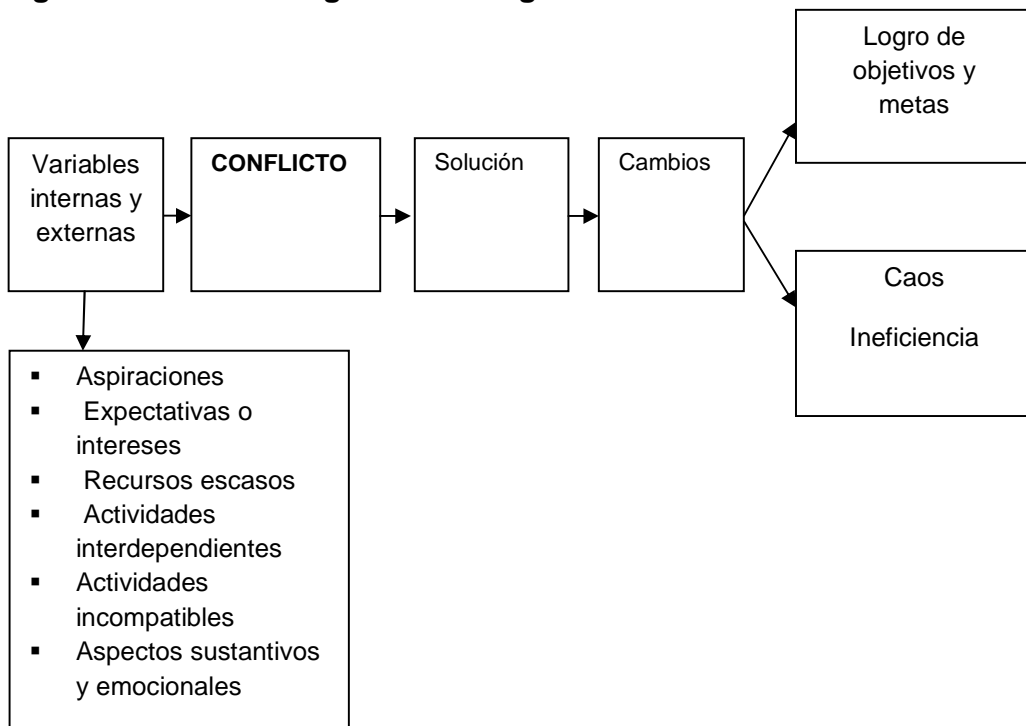 Logro de
objetivos y
metas
Variables
internas y
externas
CONFLICTO
Solución
Cambios
Caos
Ineficiencia
▪ Aspiraciones
▪ Expectativas o
intereses
▪ Recursos escasos
▪ Actividades
interdependientes
▪ Actividades
incompatibles
▪ Aspectos sustantivos
y emocionales